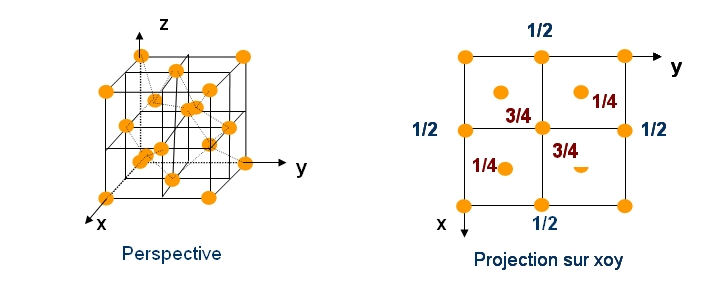 z
y
x
Perspective
1/2
y
1/4
3/4
1/2
1/2
3/4
1/4
x
1/2
Projection sur xoy